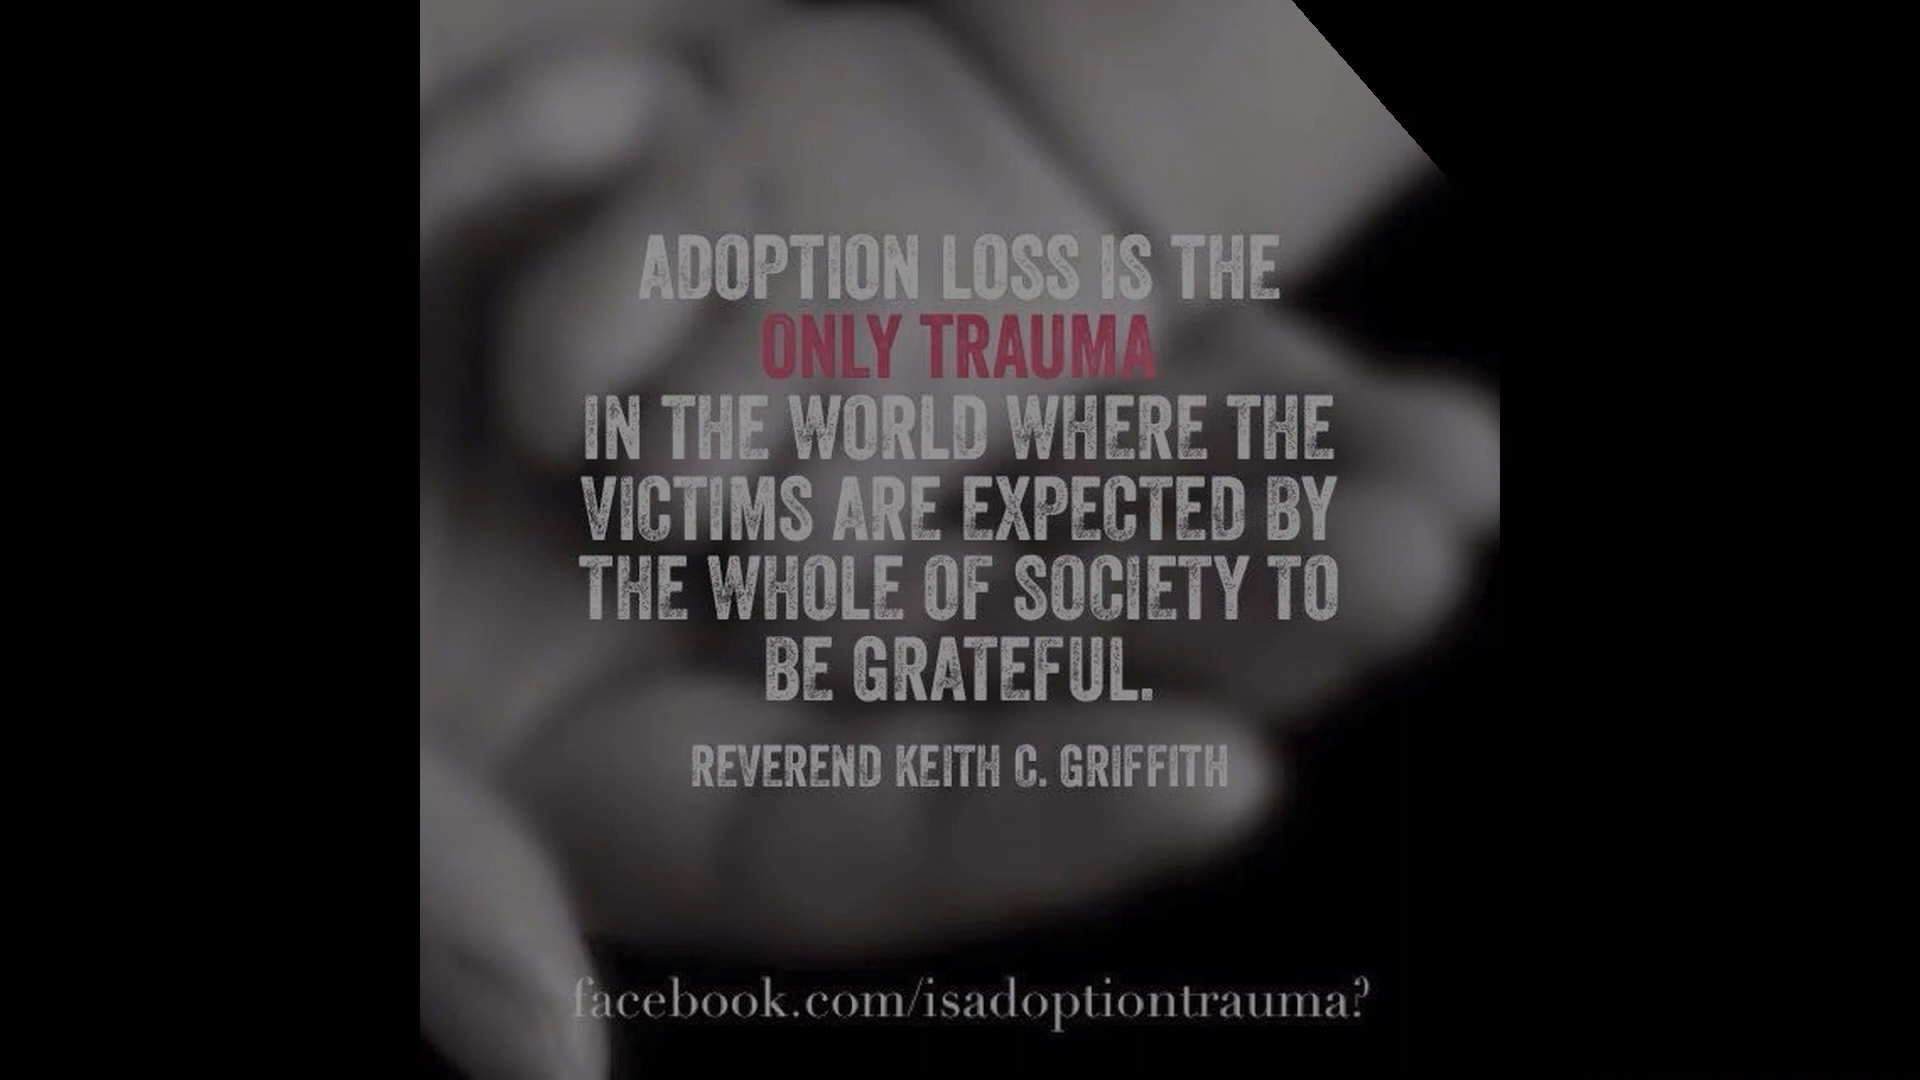 ADOPTION LOSS IS THE
ONLY TRAUMA
IN THE WORLD WHERE THE
VICTIMS ARE EXPECTED BY
THE WHOLE OF SOCIETY TO
BE GRATEFUL.
REVEREND KEITH C. GRIFFITH
facebook.com/isadoptiontrauma?